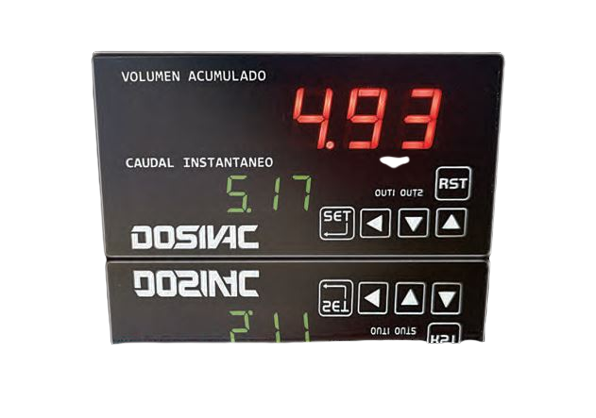 VOLUMEN ACUMULADO
4.93
CAUDAL INSTANTANEO
5.17
OUT1 OUT2
RST
SET
DOSIVAC